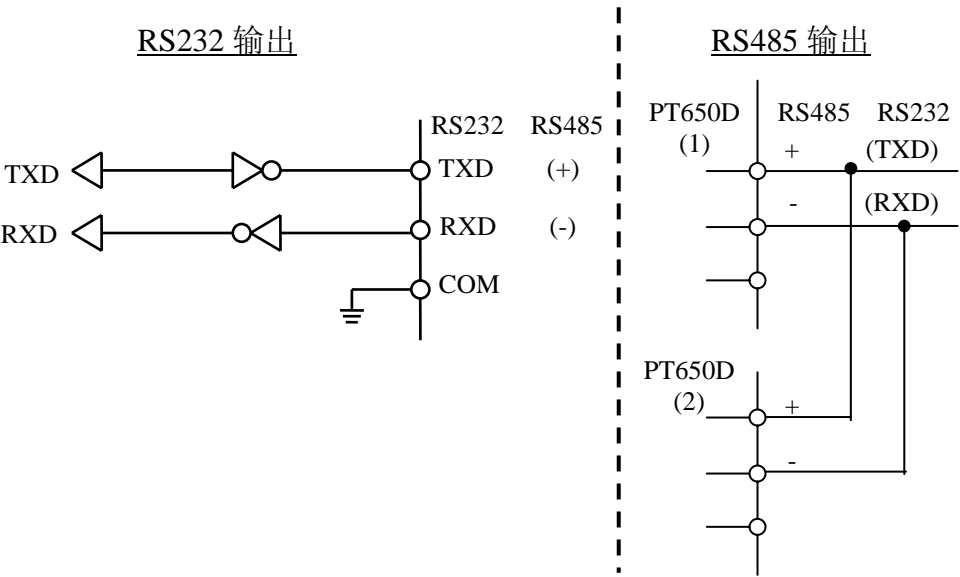 RS232 输出
RS232 RS485
TXD TXD (+)
RXD RXD (-)
COM
RS485 输出
PT650D RS485 RS232
(1) + (TXD)
- (RXD)
PT650D
(2) +
-